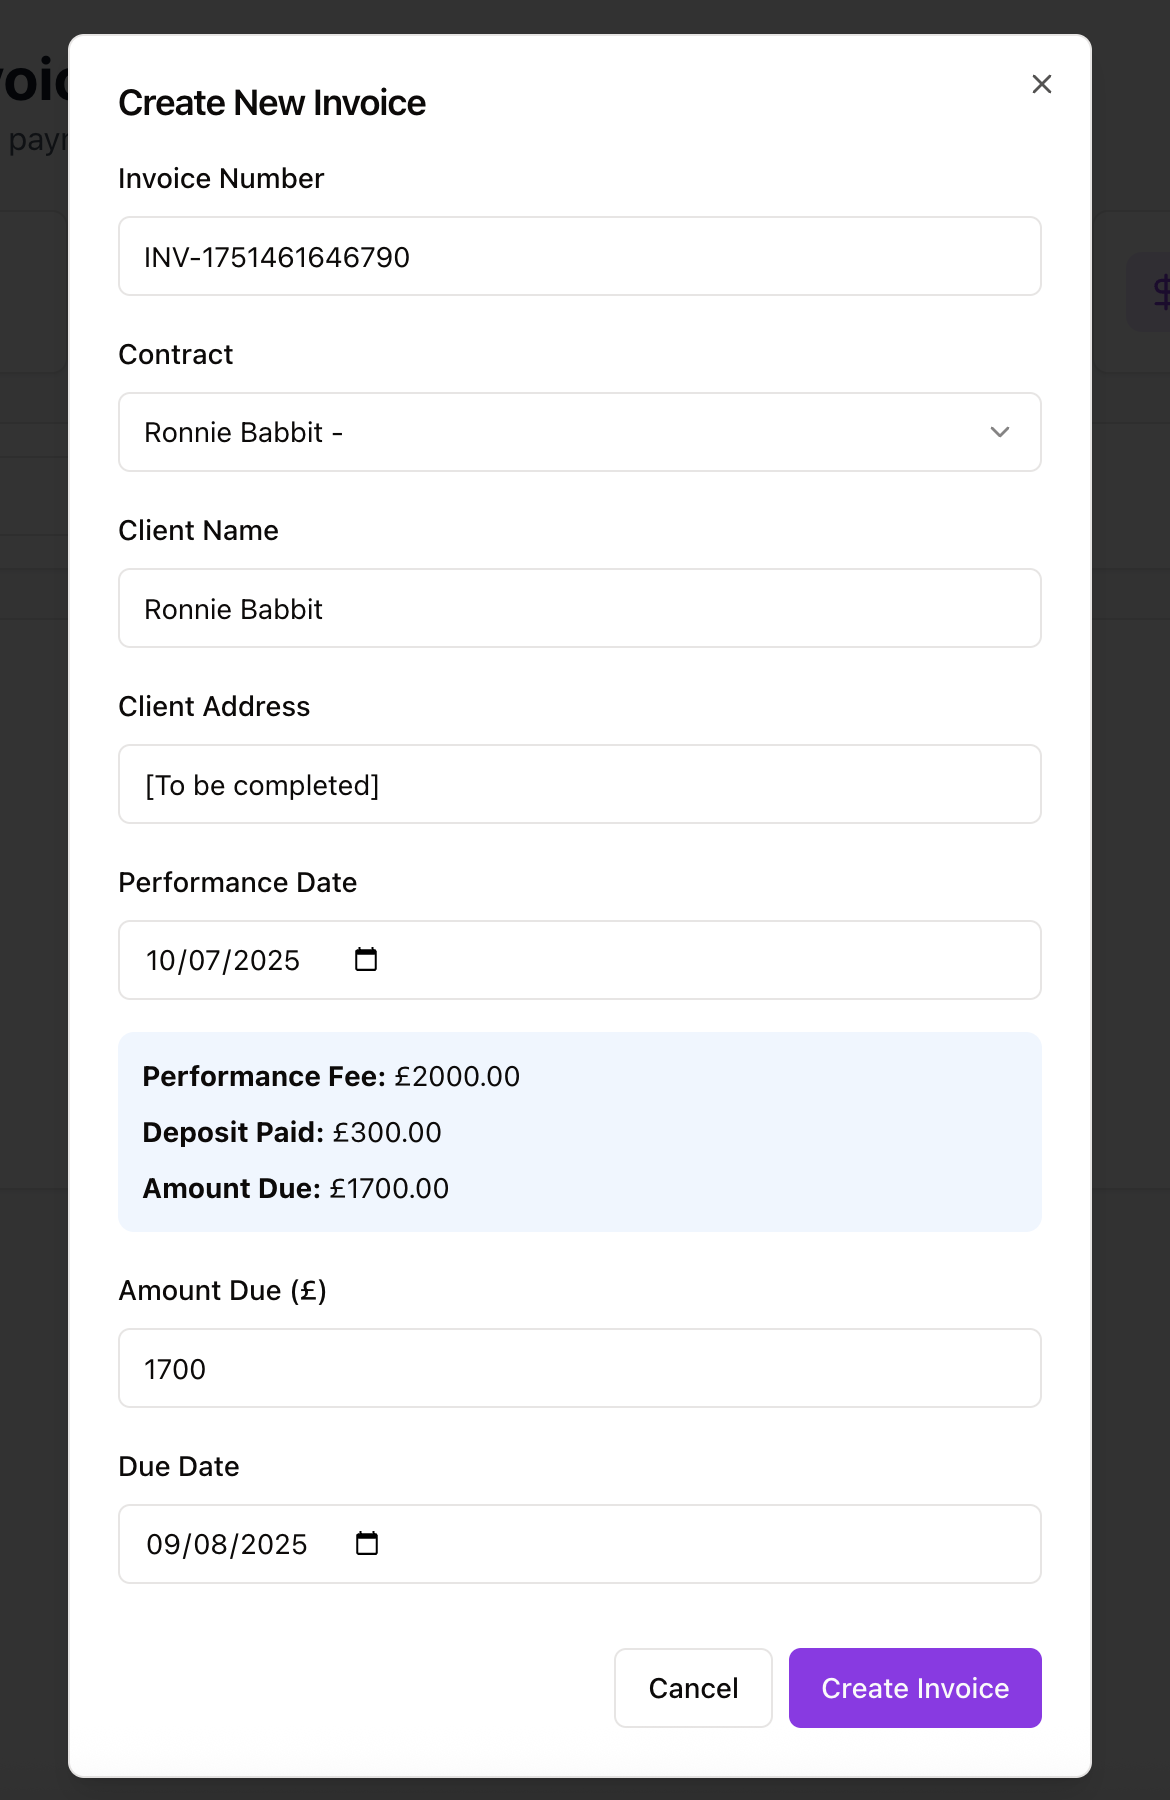 Create New Invoice
Invoice Number
INV-1751461646790
Contract
Ronnie Babbit -
Client Name
Ronnie Babbit
Client Address
[To be completed]
Performance Date
10/07/2025
Performance Fee: £2000.00
Deposit Paid: £300.00
Amount Due: £1700.00
Amount Due (£)
1700
Due Date
09/08/2025
Cancel
Create Invoice